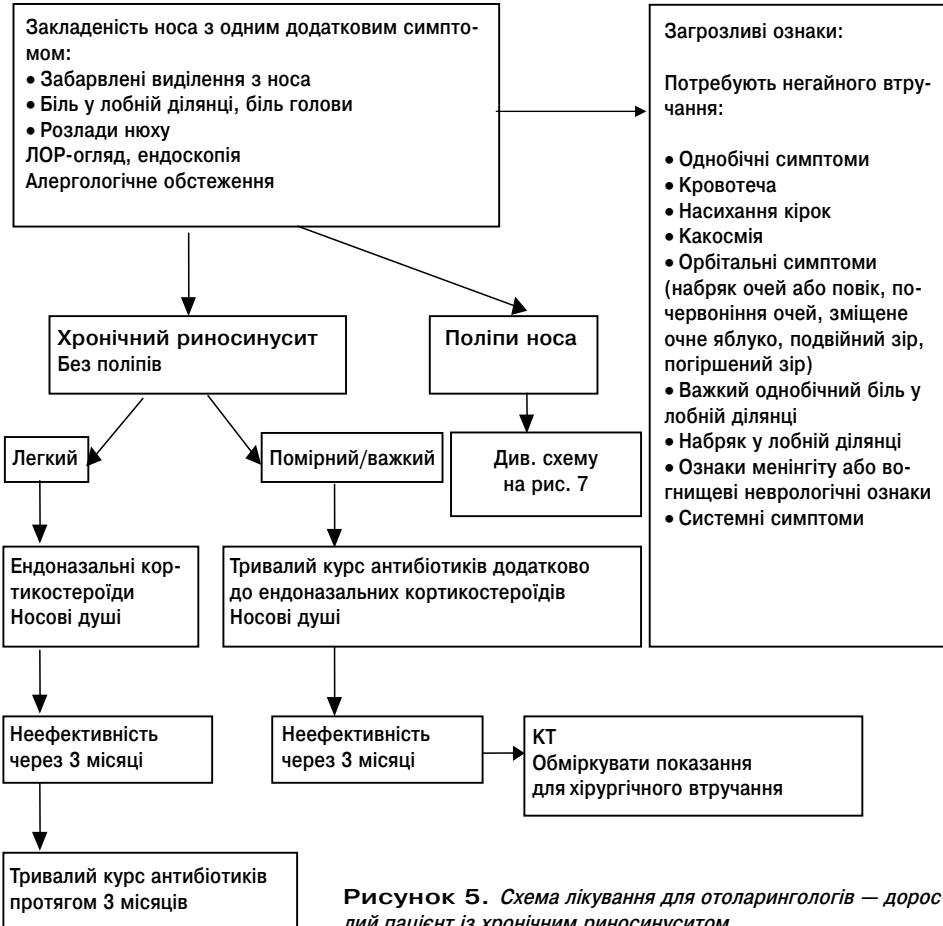 Закладеність носа з одним додатковим симпто-
мом:
• Забарвлені виділення з носа
• Біль у лобній ділянці, біль голови
• Розлади нюху
ЛОР-огляд, ендоскопія
Алергологічне обстеження
Загрозливі ознаки:
Потребують негайного втру-
чання:
• Однобічні симптоми
• Кровотеча
• Насихання кірок
• Какосмія
• Орбітальні симптоми
(набряк очей або повік, по-
червоніння очей, зміщене
очне яблуко, подвійний зір,
погіршений зір)
• Важкий однобічний біль у
лобній ділянці
• Набряк у лобній ділянці
• Ознаки менінгіту або во-
гнищеві неврологічні ознаки
• Системні симптоми
Хронічний риносинусит
Без поліпів
Поліпи носа
Легкий
Помірний/важкий
Див. схему
на рис. 7
Ендоназальні кор-
тикостероїди
Носові душі
Тривалий курс антибіотиків додатково
до ендоназальних кортикостероїдів
Носові душі
Неефективність
через 3 місяці
Неефективність
через 3 місяці
КТ
Обміркувати показання
для хірургічного втручання
Тривалий курс антибіотиків
протягом 3 місяців
Рисунок 5. Схема лікування для отоларингологів — дорос-
лий пацієнт із хронічним риносинуситом